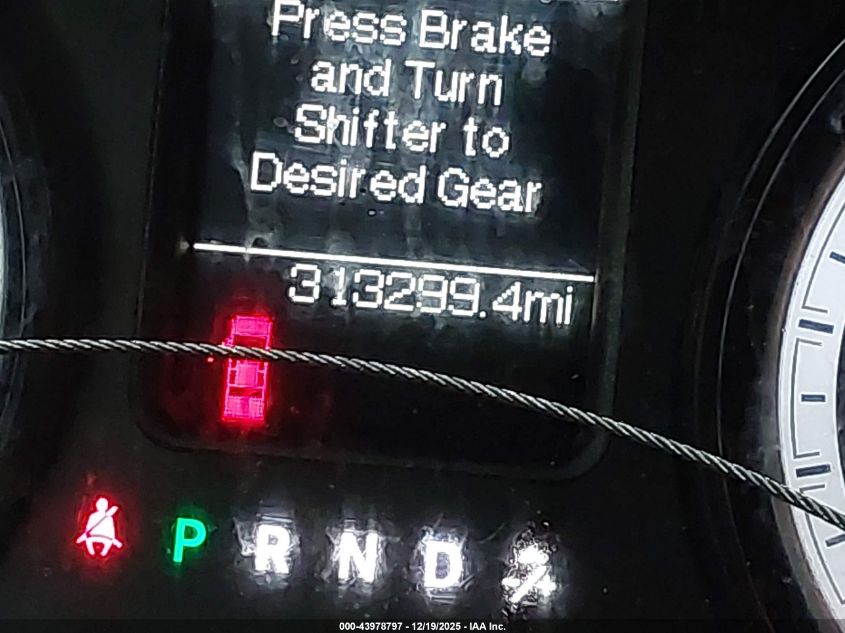 Press Brake
and Turn
Shifter to
Desired Gear
313299.4mi
P R N D
000-43978797 - 12/19/2025 - IAA Inc.